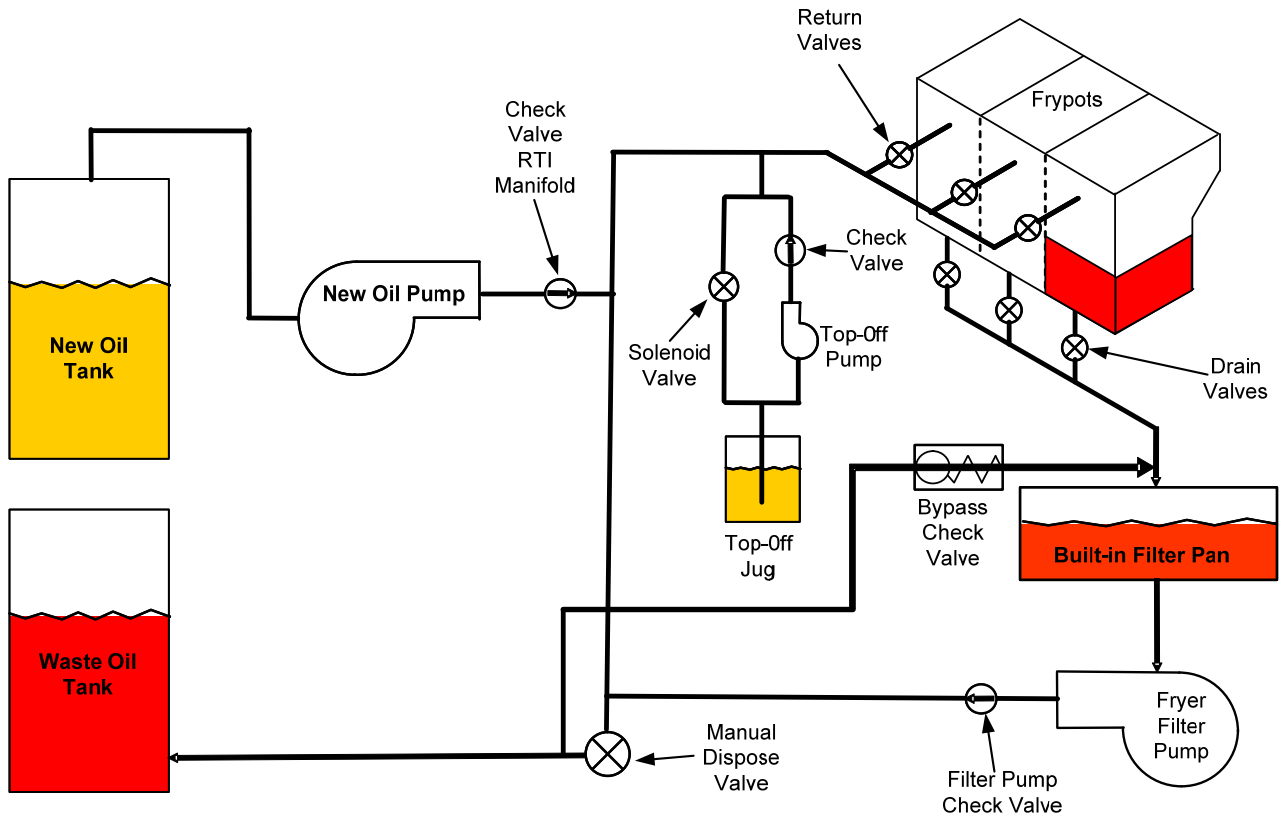 Return
Valves
Frypots
Check
Valve
RTI
Manifold
New Oil Pump
Check
Valve
New Oil
Tank
Solenoid
Valve
Top-0ff
Pump
Drain
Valves
Bypass
Check
Valve
Top-0ff
Jug
Built-in Filter Pan
Waste Oil
Tank
Manual
Dispose
Valve
Fryer
Filter
Pump
Filter Pump
Check Valve